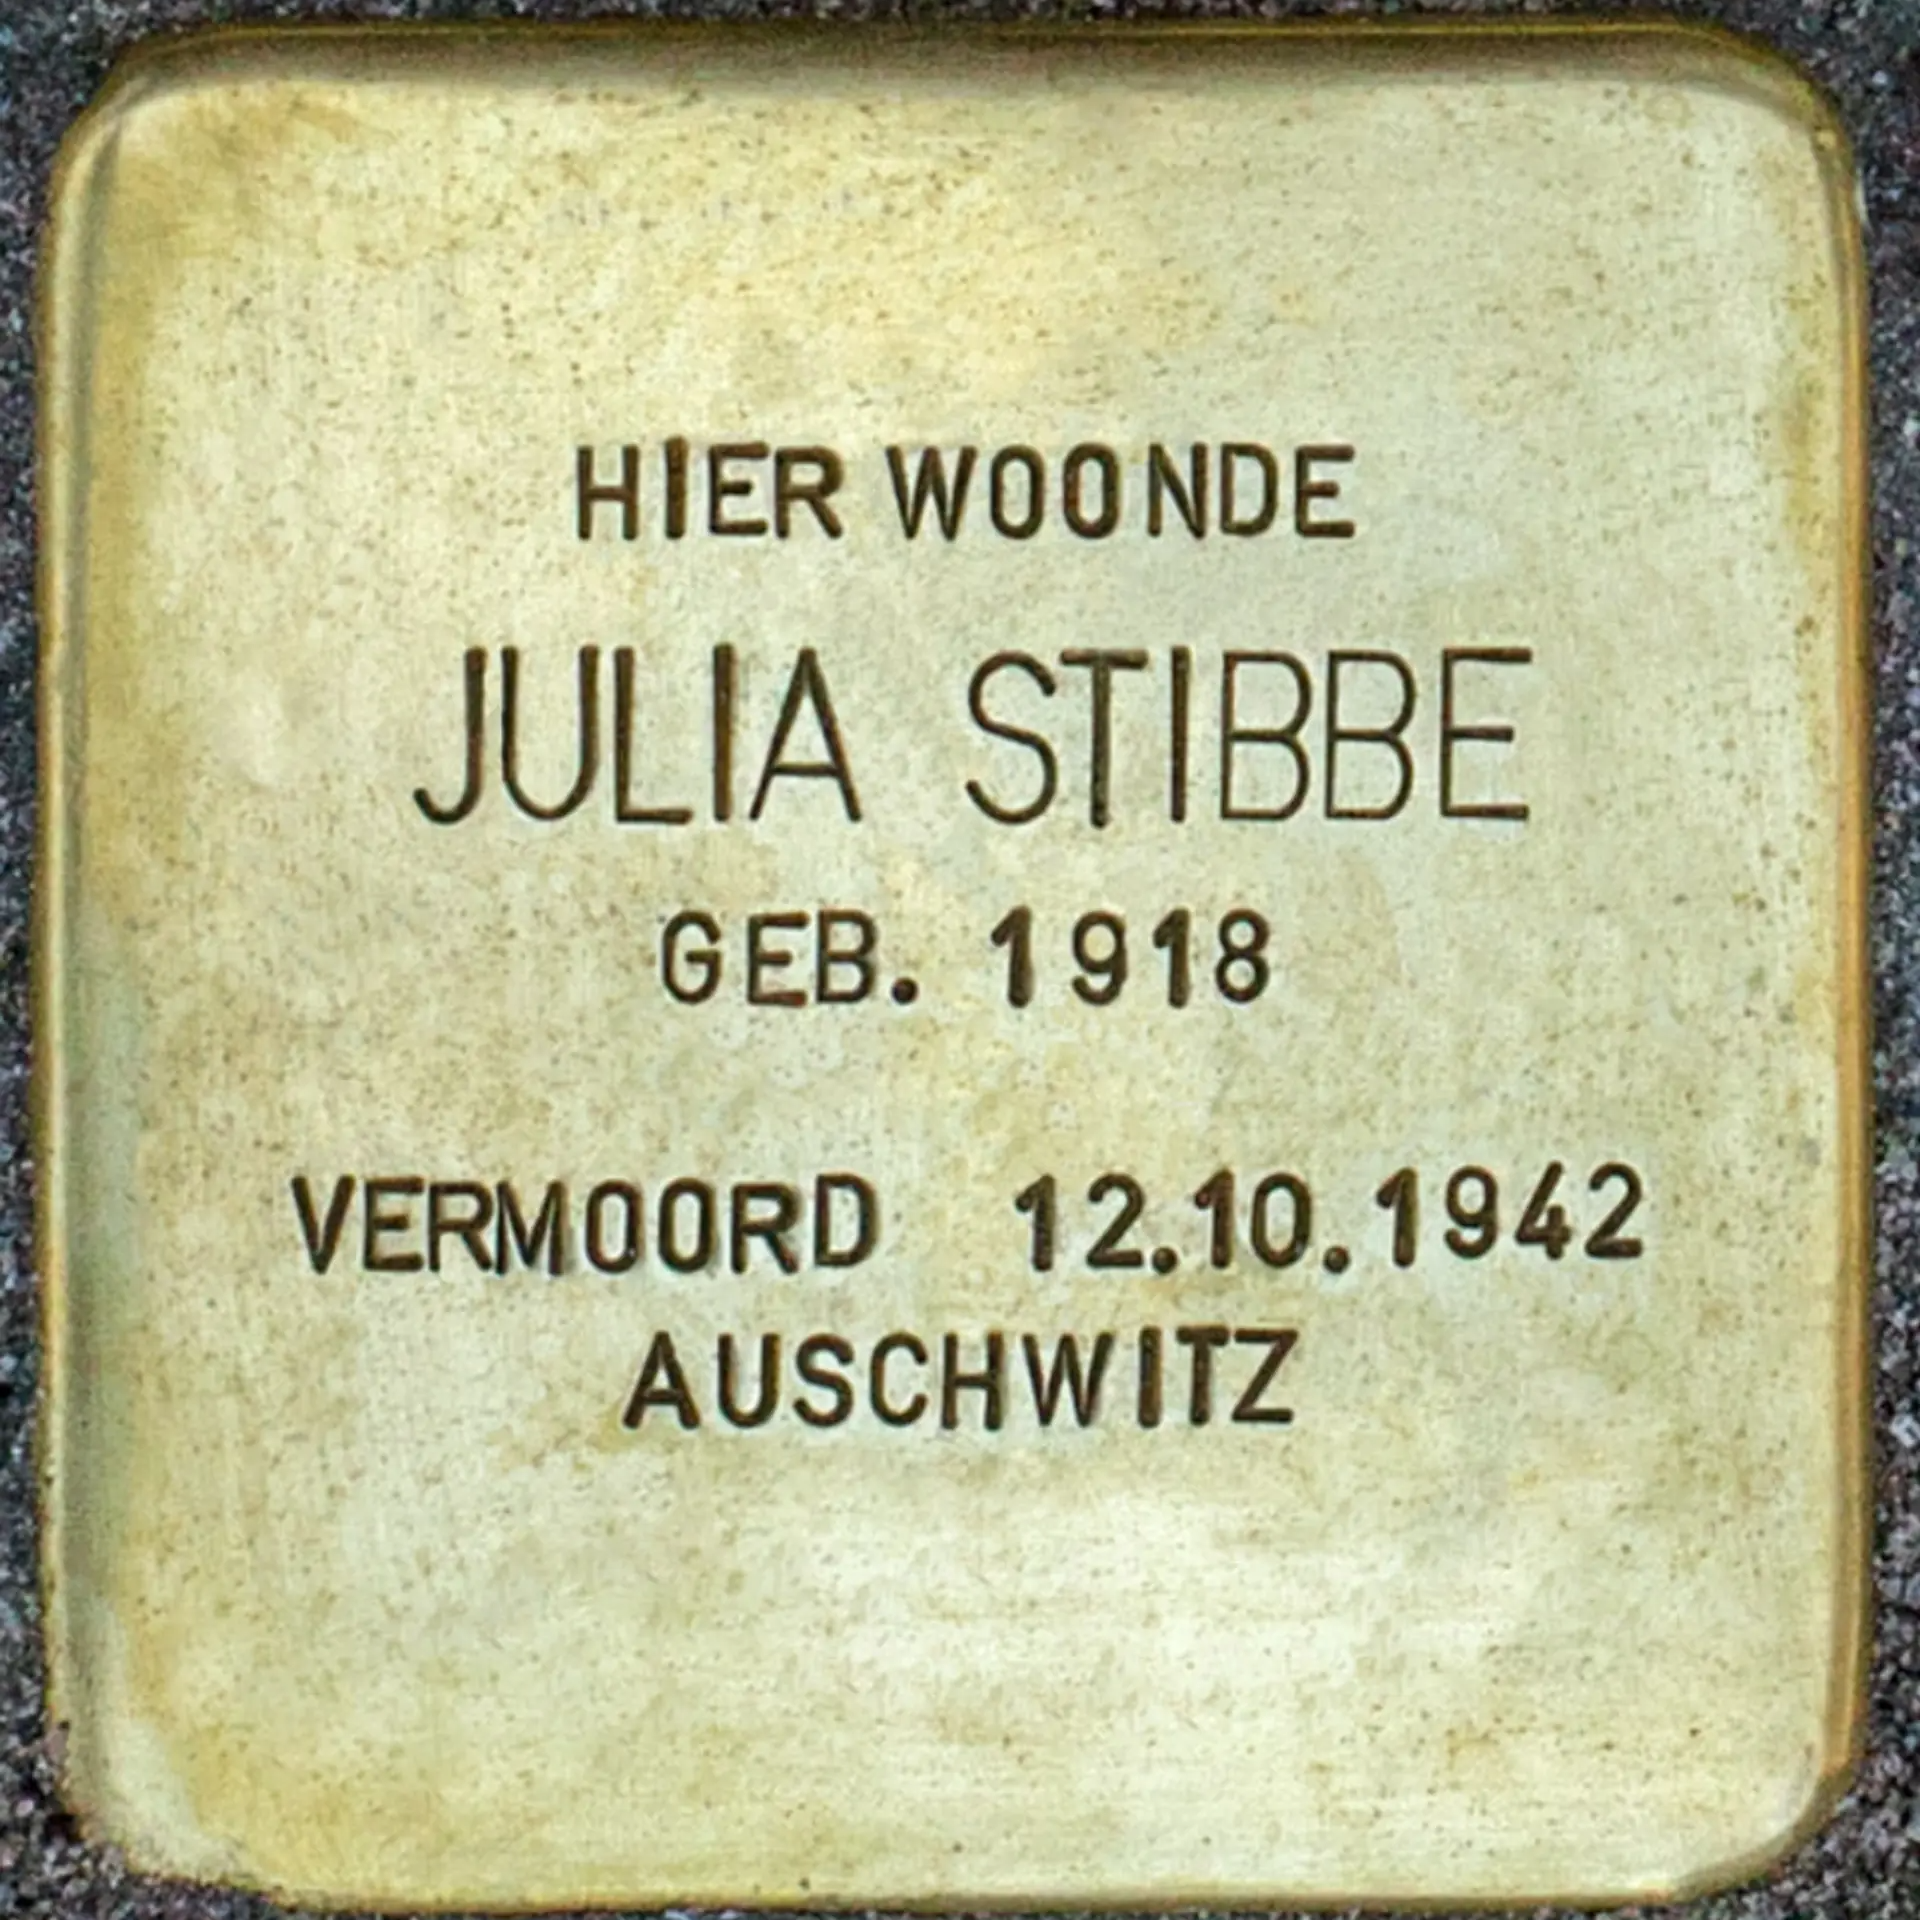 HIER WOONDE
JULIA STIBBE
GEB. 1918
VERMOORD 12.10.1942
AUSCHWITZ